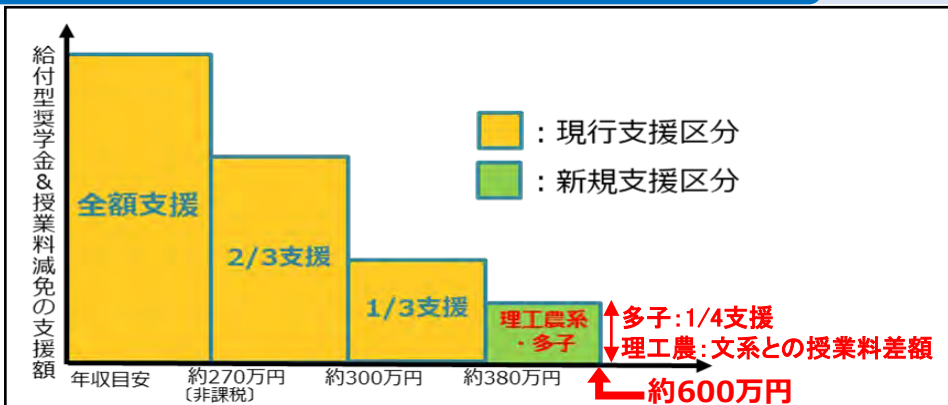 給付型奨学金&授業料減免の支援額
：現行支援区分
：新規支援区分
全額支援
2/3支援
1/3支援
理工農系
・多子
多子：1/4支援
理工農：文系との授業料差額
年収目安
約270万円
〔非課税〕
約300万円
約380万円
約600万円